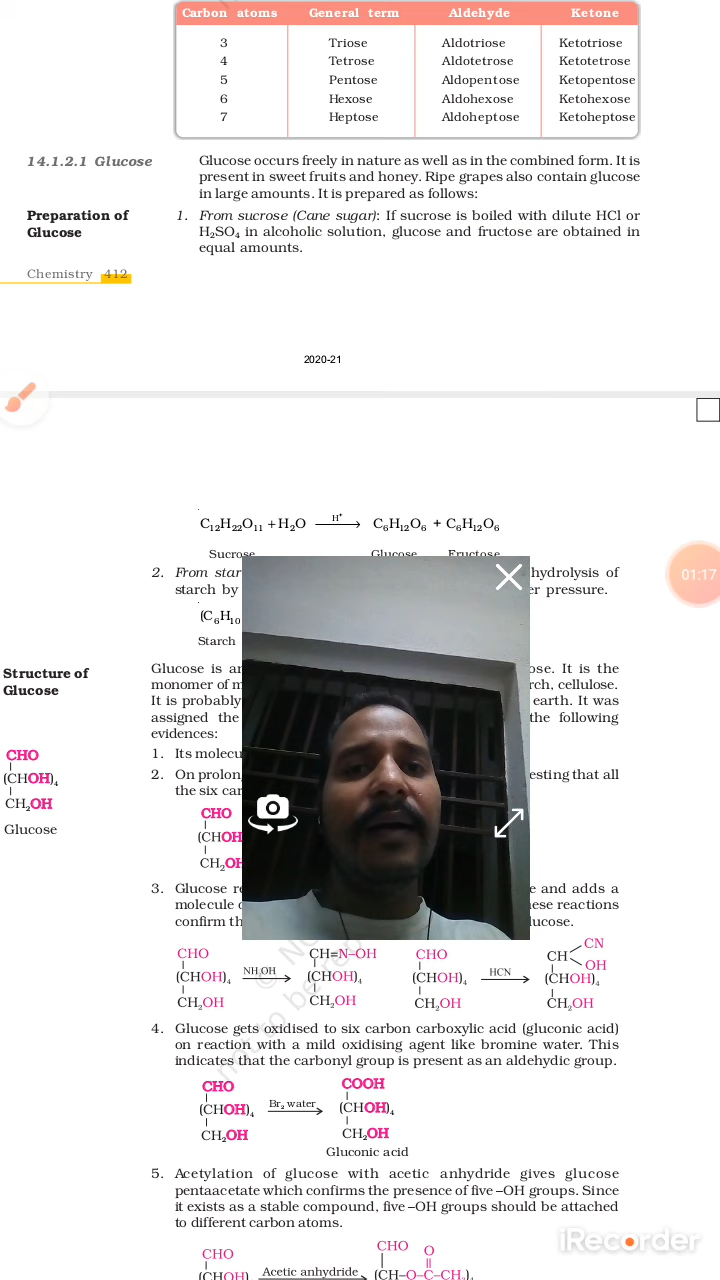 Carbon atoms General term Aldehyde Ketone
3 Triose Aldotriose Ketotriose
4 Tetrose Aldotetrose Ketotetrose
5 Pentose Aldopentose Ketopentose
6 Hexose Aldohexose Ketohexose
7 Heptose Aldoheptose Ketoheptose
14.1.2.1 Glucose
Glucose occurs freely in nature as well as in the combined form. It is
present in sweet fruits and honey. Ripe grapes also contain glucose
in large amounts. It is prepared as follows:
Preparation of
Glucose
1. From sucrose (Cane sugar): If sucrose is boiled with dilute HCl or
H₂SO₄ in alcoholic solution, glucose and fructose are obtained in
equal amounts.
Chemistry 412
2020-21
01:17
C₁₂H₂₂O₁₁ + H₂O H⁺ → C₆H₁₂O₆ + C₆H₁₂O₆
Sucrose Glucose Fructose
2. From star hydrolysis of
starch by er pressure.
(C₆H₁₀
Starch
Structure of
Glucose
Glucose is an ose. It is the
monomer of m rch, cellulose.
It is probably earth. It was
assigned the the following
evidences:
1. Its molecu
2. On prolon esting that all
the six car
CHO
(CHOH)₄
CH₂OH
Glucose
CHO
(CHOH
CH₂OH
3. Glucose re e and adds a
molecule o hese reactions
confirm th lucose.
CHO CH=N–OH CHO CH CN OH
(CHOH)₄ NH₂OH → (CHOH)₄ (CHOH)₄ HCN → (CHOH)₄
CH₂OH CH₂OH CH₂OH CH₂OH
4. Glucose gets oxidised to six carbon carboxylic acid (gluconic acid)
on reaction with a mild oxidising agent like bromine water. This
indicates that the carbonyl group is present as an aldehydic group.
CHO COOH
(CHOH)₄ Br₂ water → (CHOH)₄
CH₂OH CH₂OH
Gluconic acid
5. Acetylation of glucose with acetic anhydride gives glucose
pentaacetate which confirms the presence of five –OH groups. Since
it exists as a stable compound, five –OH groups should be attached
to different carbon atoms.
CHO CHO O
(CHOH) Acetic anhydride → (CH–O–C–CH₃)₄
iRecorder